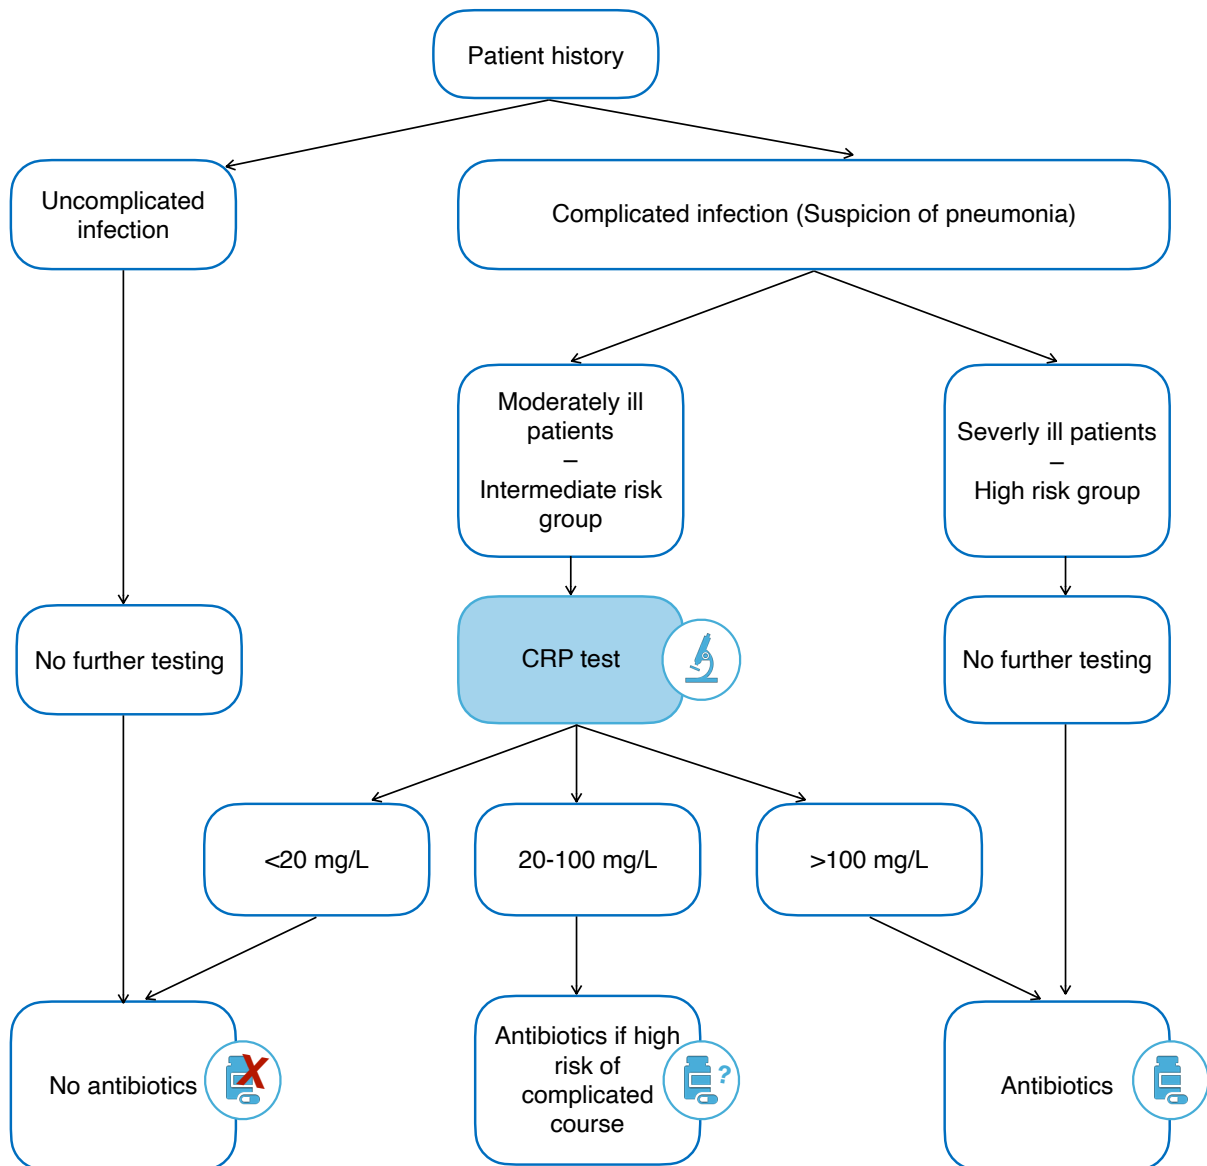 Patient history
Uncomplicated
infection
Complicated infection (Suspicion of pneumonia)
Moderately ill
patients
–
Intermediate risk
group
Severly ill patients
–
High risk group
No further testing
CRP test
No further testing
<20 mg/L
20-100 mg/L
>100 mg/L
No antibiotics
X
Antibiotics if high
risk of
complicated
course
?
Antibiotics